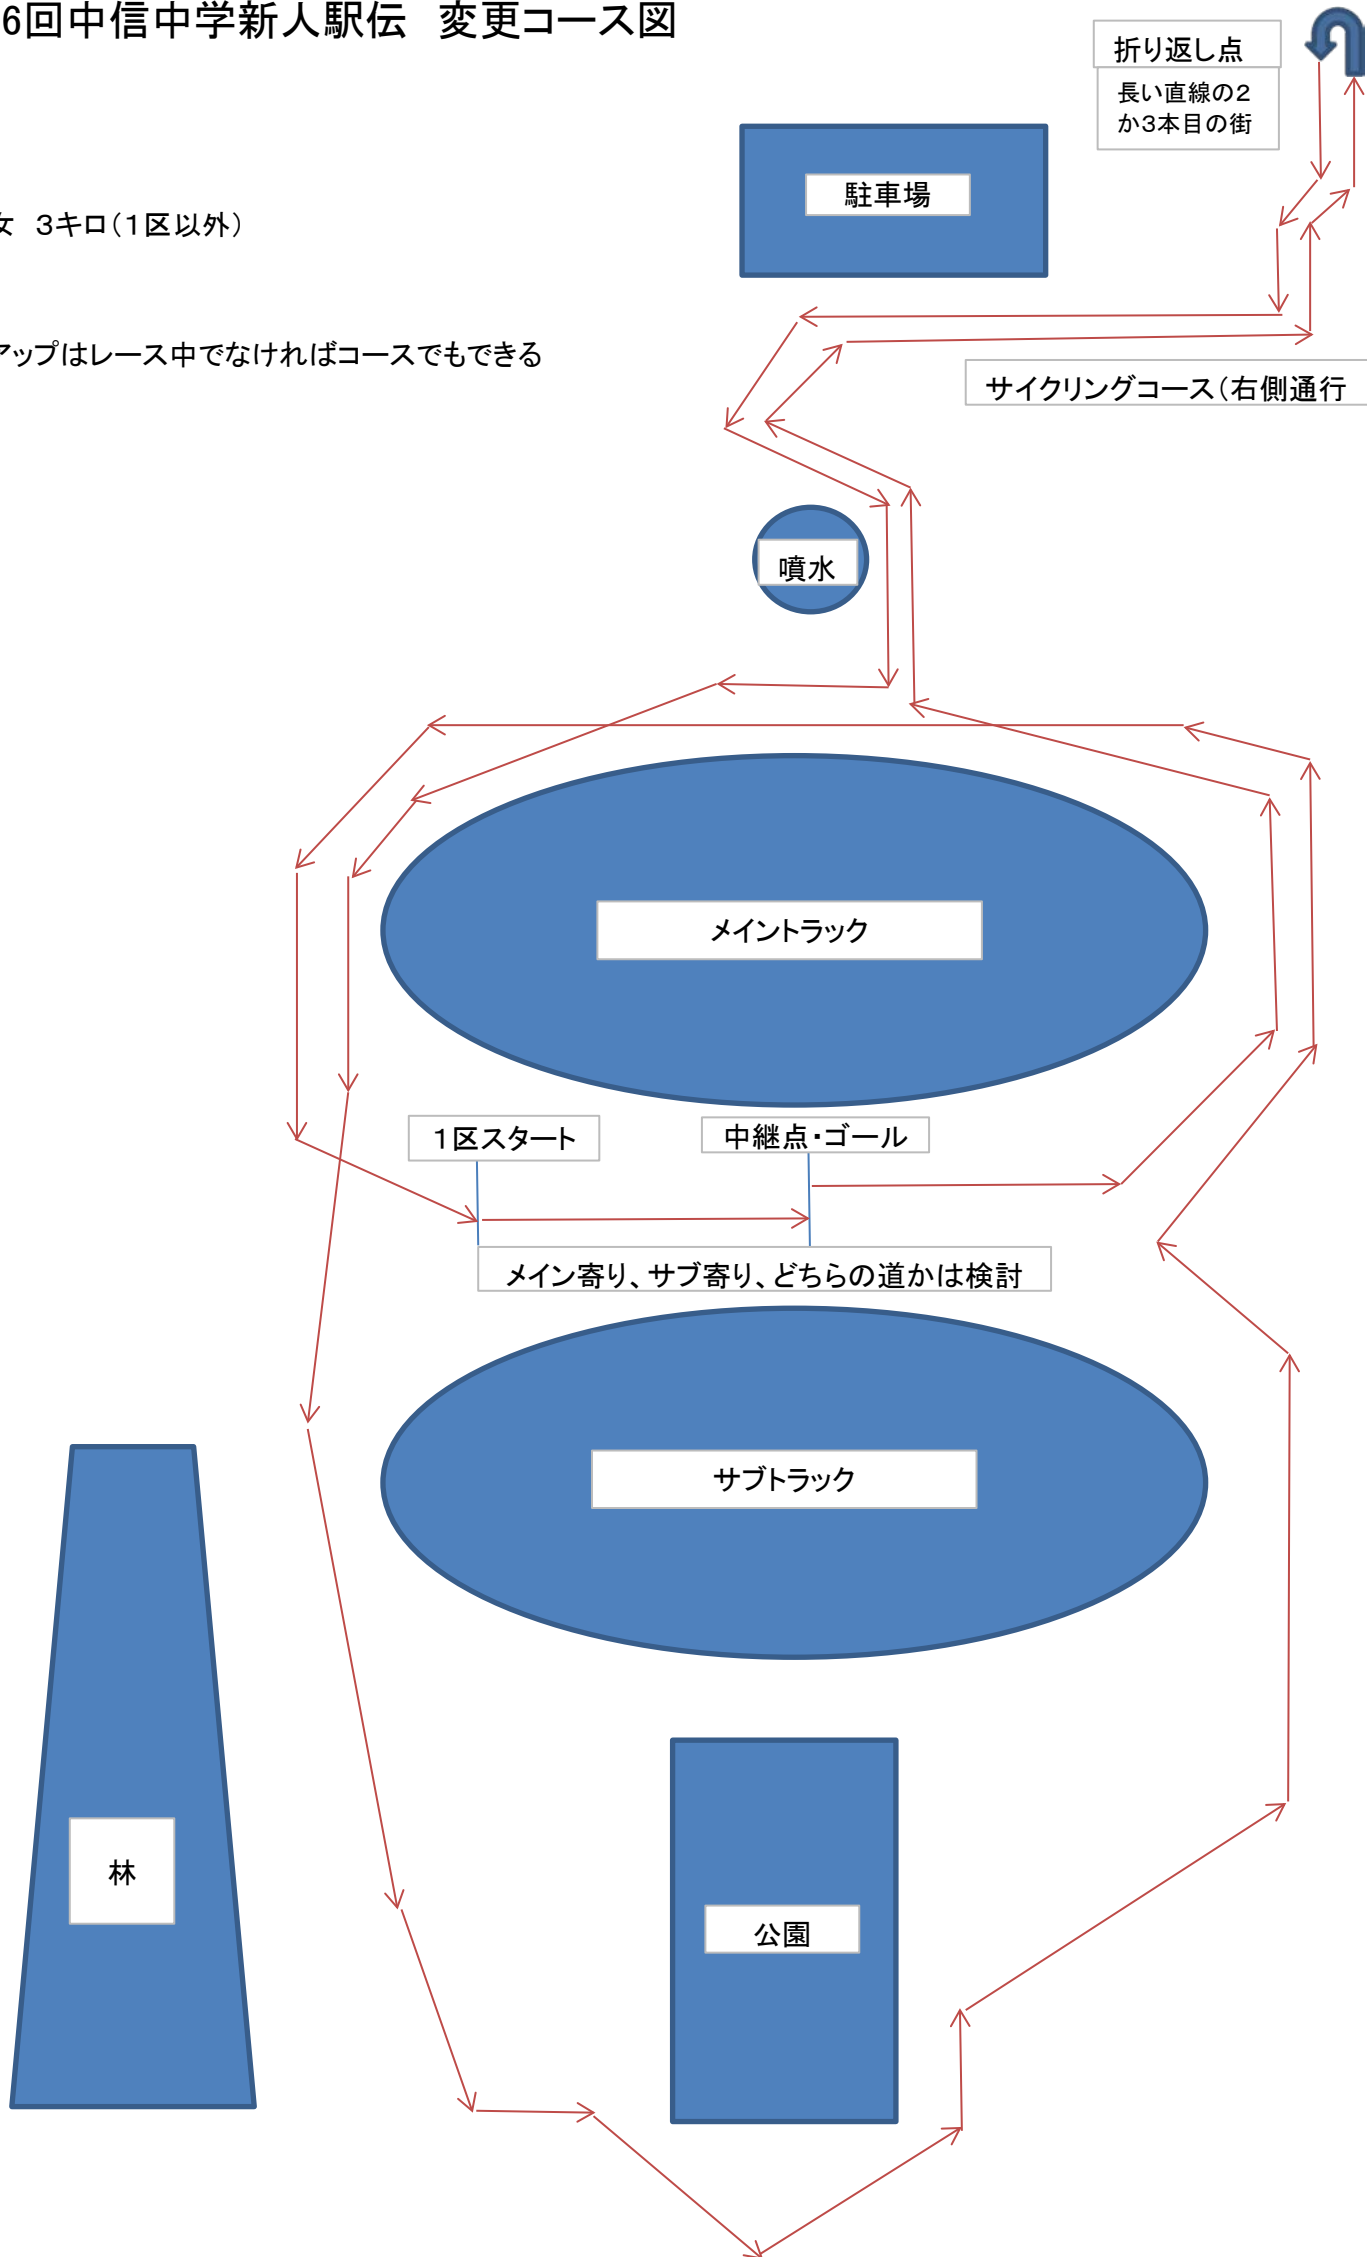 6回中信中学新人駅伝　変更コース図
折り返し点
長い直線の2
か3本目の街
駐車場
女　3キロ(1区以外)
アップはレース中でなければコースでもできる
サイクリングコース(右側通行
噴水
メイントラック
1区スタート
中継点・ゴール
メイン寄り、サブ寄り、どちらの道かは検討
サブトラック
林
公園